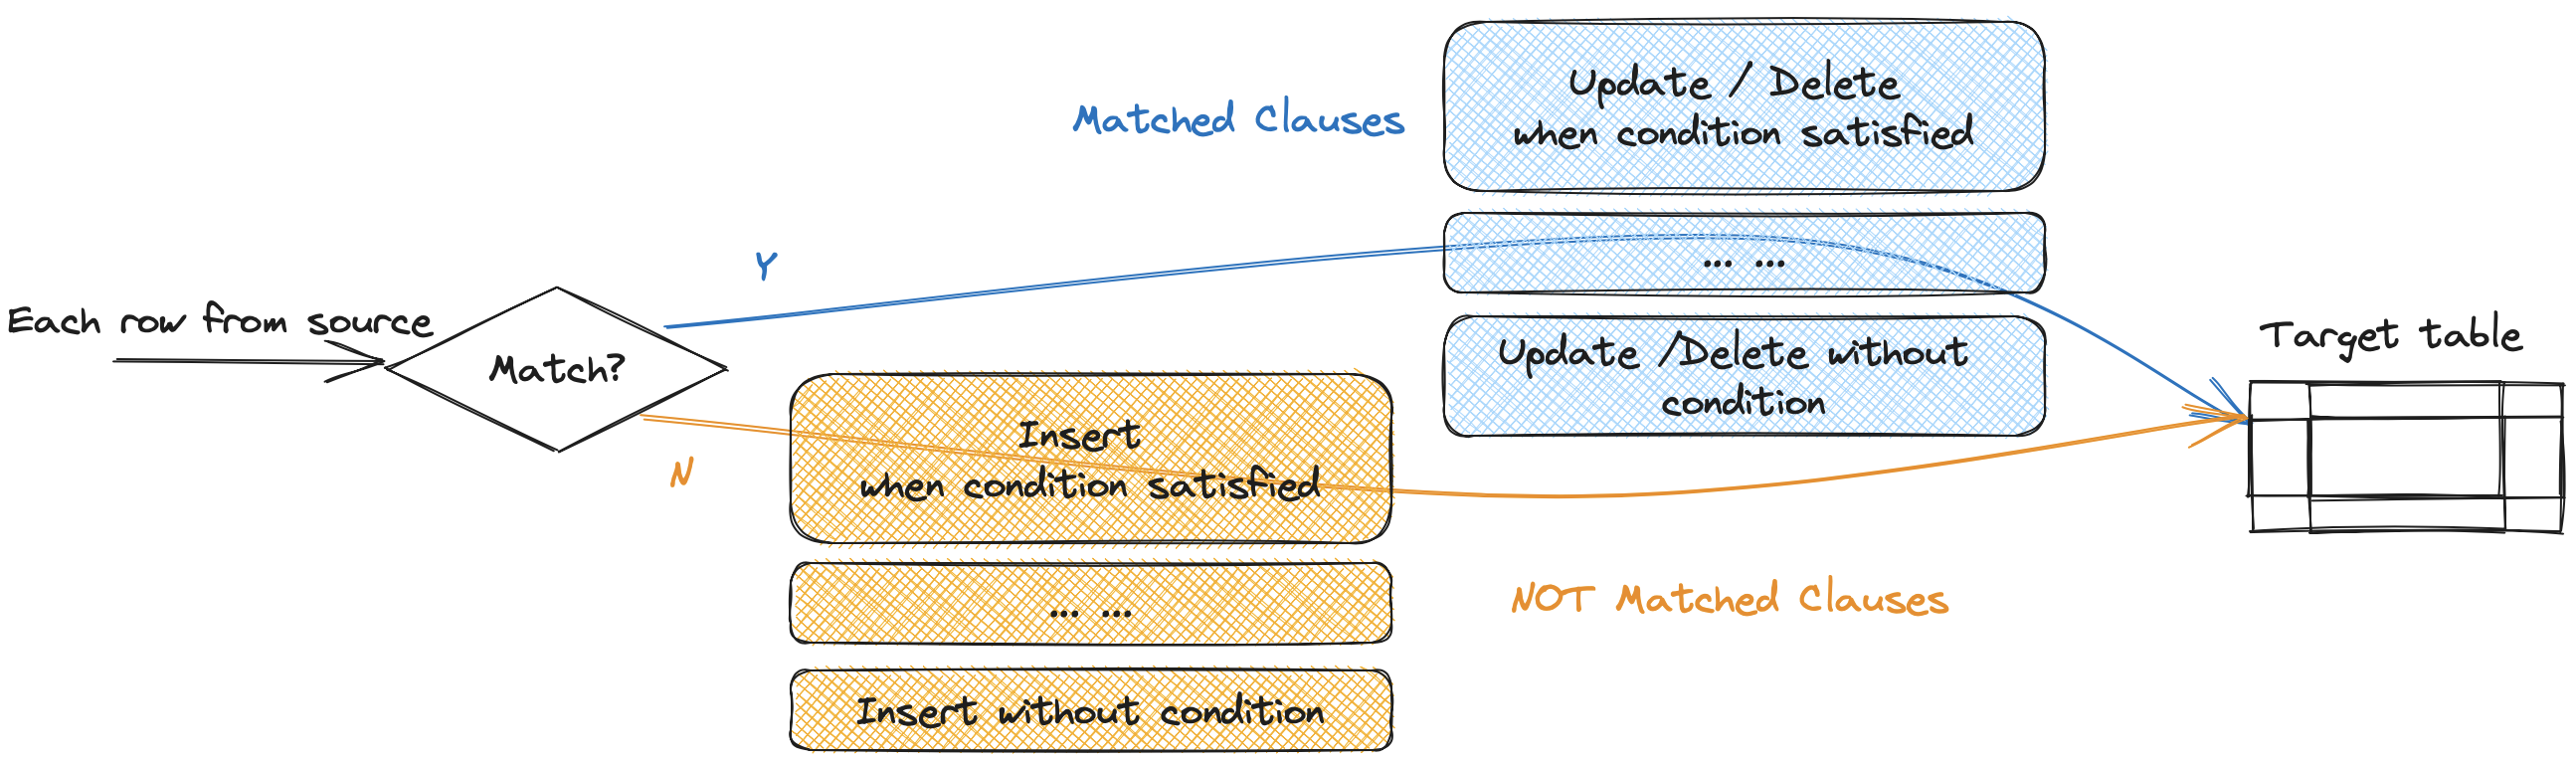 Update / Delete
when condition satisfied
Matched Clauses
... ...
Y
Each row from source
Match?
Update /Delete without
condition
Target table
Insert
when condition satisfied
N
... ...
NOT Matched Clauses
Insert without condition